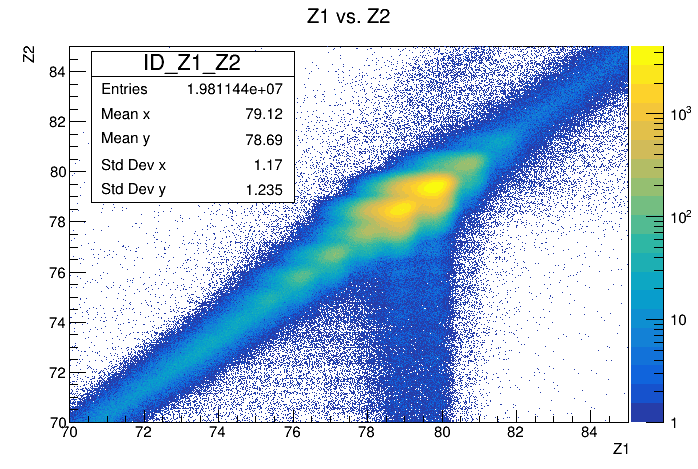 Z1 vs. Z2
Z2
ID_Z1_Z2
Entries 1.981144e+07
Mean x 79.12
Mean y 78.69
Std Dev x 1.17
Std Dev y 1.235
84
82
80
78
76
74
72
70
70 72 74 76 78 80 82 84
Z1
10³
10²
10
1